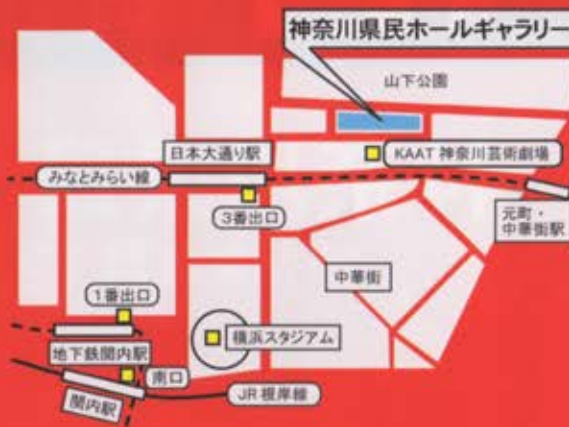 神奈川県民ホールギャラリー
山下公園
日本大通り駅
KAAT 神奈川芸術劇場
みなとみらい線
3番出口
元町・
中華街駅
中華街
1番出口
横浜スタジアム
地下鉄関内駅
南口
関内駅
JR根岸線